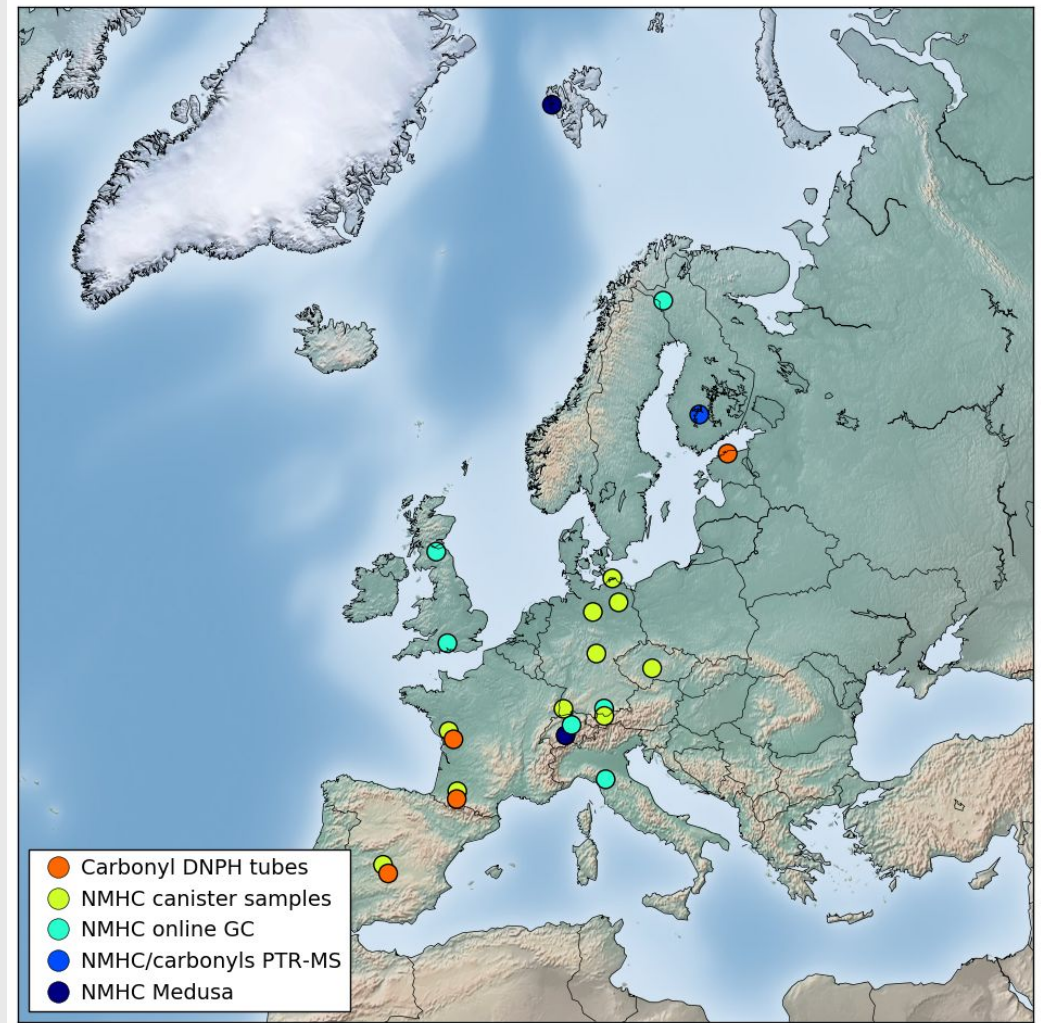 Carbonyl DNPH tubes
NMHC canister samples
NMHC online GC
NMHC/carbonyls PTR-MS
NMHC Medusa